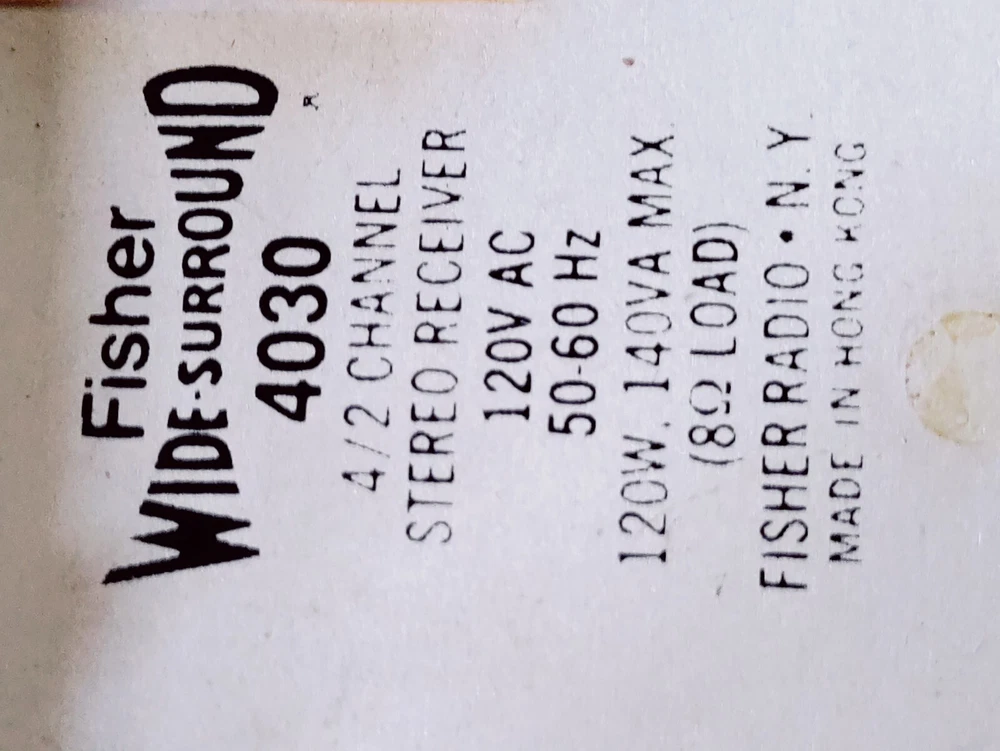 Fisher
WIDE-SURROUND
4030
4/2 CHANNEL
STEREO RECEIVER
120V AC
50-60 Hz
120W, 140VA MAX.
(8Ω LOAD)
FISHER RADIO • N.Y.
MADE IN HONG KONG